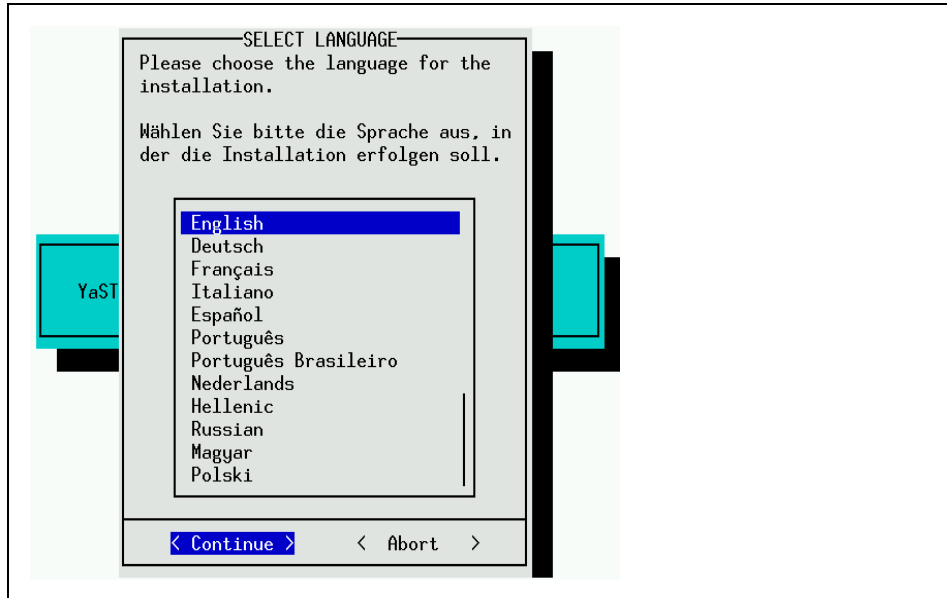 SELECT LANGUAGE
Please choose the language for the
installation.
Wählen Sie bitte die Sprache aus, in
der die Installation erfolgen soll.
English
Deutsch
Français
Italiano
Español
YaST
Português
Português Brasileiro
Nederlands
Hellenic
Russian
Magyar
Polski
< Continue > < Abort >